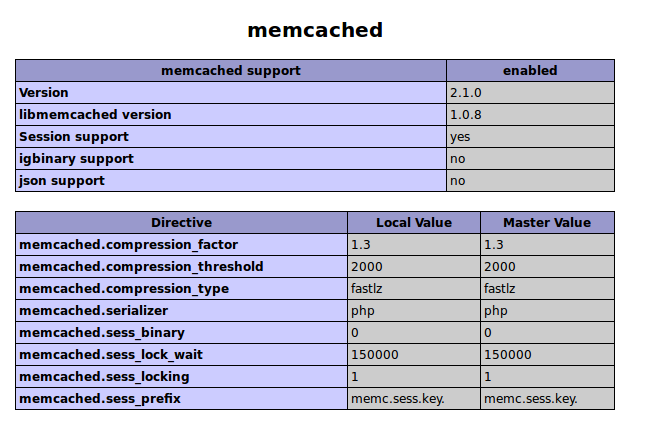 memcached
memcached support enabled
Version 2.1.0
libmemcached version 1.0.8
Session support yes
igbinary support no
json support no
Directive Local Value Master Value
memcached.compression_factor 1.3 1.3
memcached.compression_threshold 2000 2000
memcached.compression_type fastlz fastlz
memcached.serializer php php
memcached.sess_binary 0 0
memcached.sess_lock_wait 150000 150000
memcached.sess_locking 1 1
memcached.sess_prefix memc.sess.key. memc.sess.key.